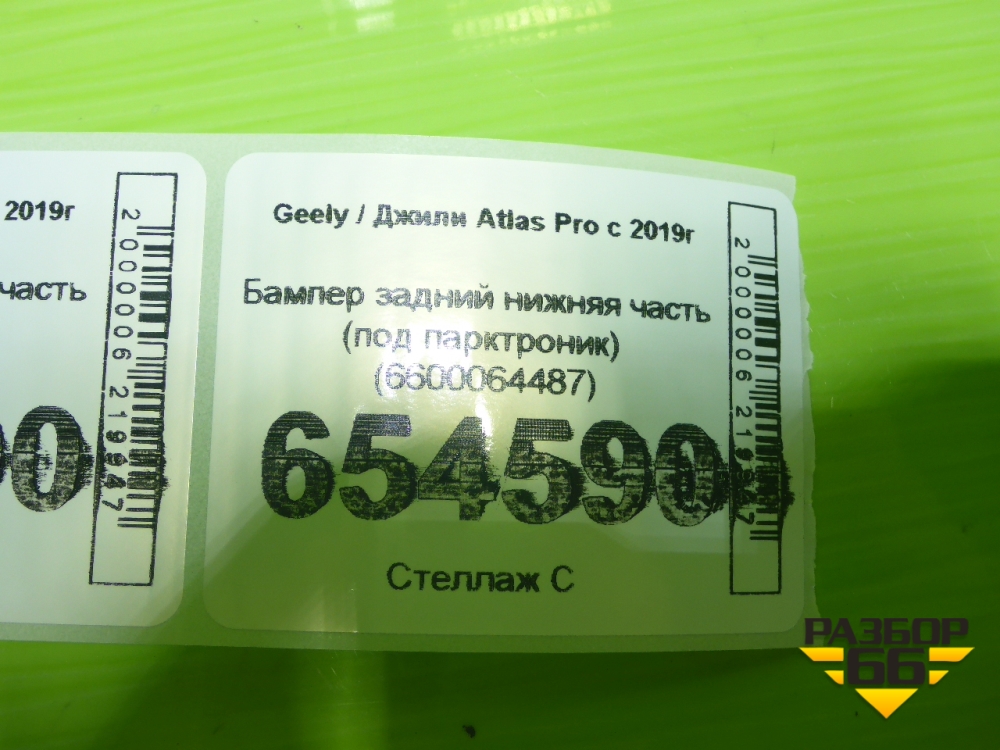 2019г
часть
2000006219947
Geely / Джили Atlas Pro с 2019г
Бампер задний нижняя часть
(под парктроник)
(6600064487)
654590
Стеллаж С
РАЗБОР
66